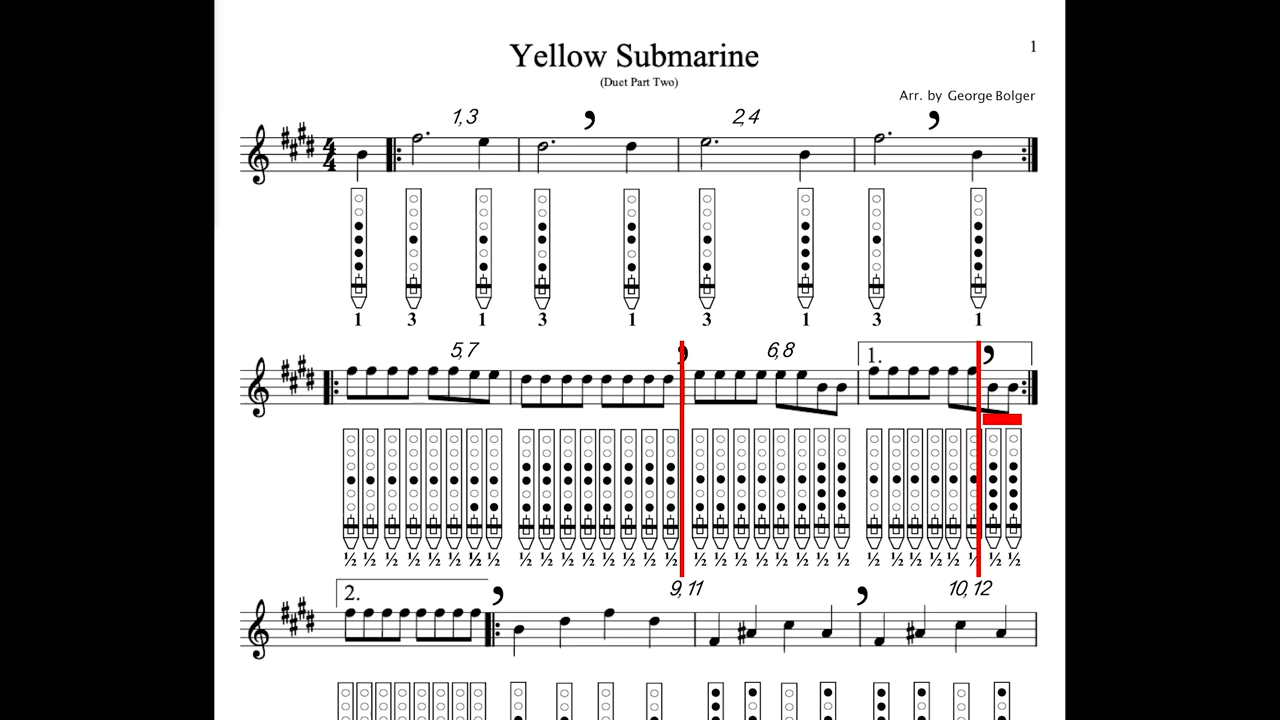 1
Yellow Submarine
(Duet Part Two)
Arr. by George Bolger
1,3 2,4
4
4
1 3 1 3 1 3 1 3 1
5,7 6,8 1.
½ ½ ½ ½ ½ ½ ½ ½ ½ ½ ½ ½ ½ ½ ½ ½ ½ ½ ½ ½ ½ ½ ½ ½ ½ ½ ½ ½ ½ ½ ½ ½
2. 9,11 10,12